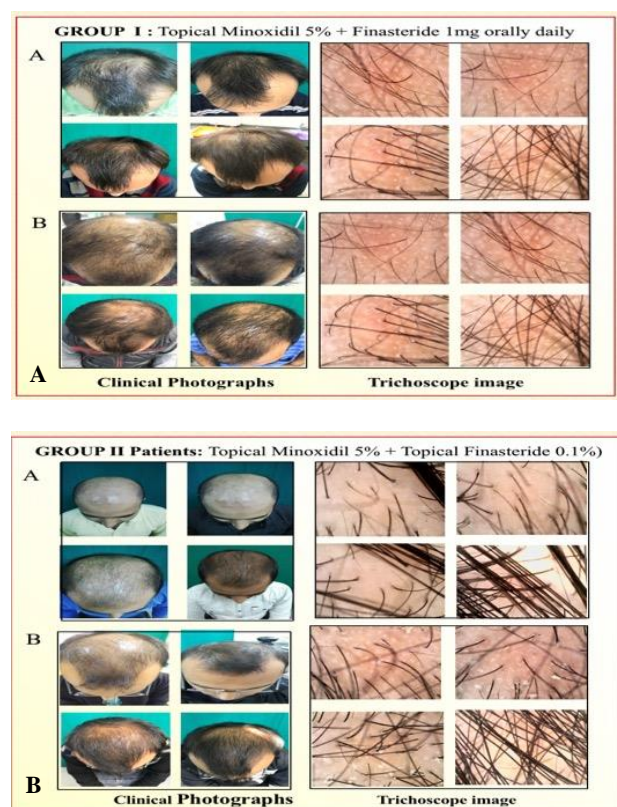 GROUP I : Topical Minoxidil 5% + Finasteride 1mg orally daily
A
B
A
Clinical Photographs Trichoscope image
GROUP II Patients: Topical Minoxidil 5% + Topical Finasteride 0.1%)
A
B
B
Clinical Photographs Trichoscope image